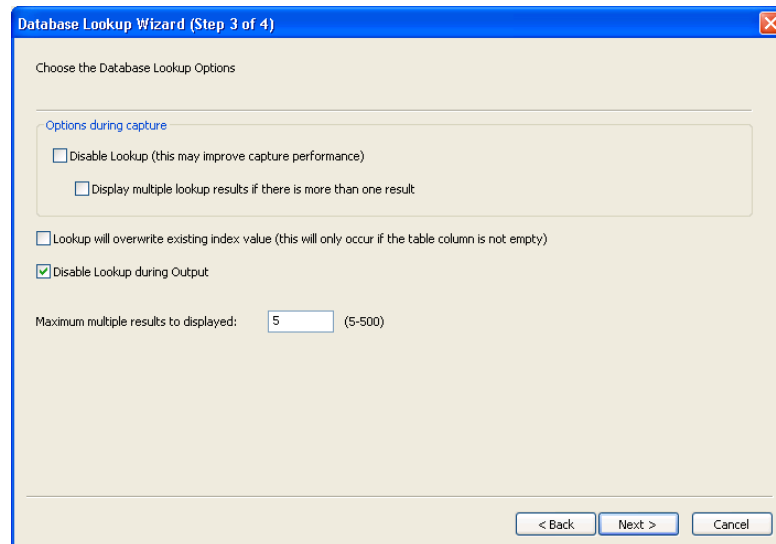 Database Lookup Wizard (Step 3 of 4)
Choose the Database Lookup Options
Options during capture
Disable Lookup (this may improve capture performance)
Display multiple lookup results if there is more than one result
Lookup will overwrite existing index value (this will only occur if the table column is not empty)
Disable Lookup during Output
Maximum multiple results to displayed: 5 (5-500)
< Back Next > Cancel